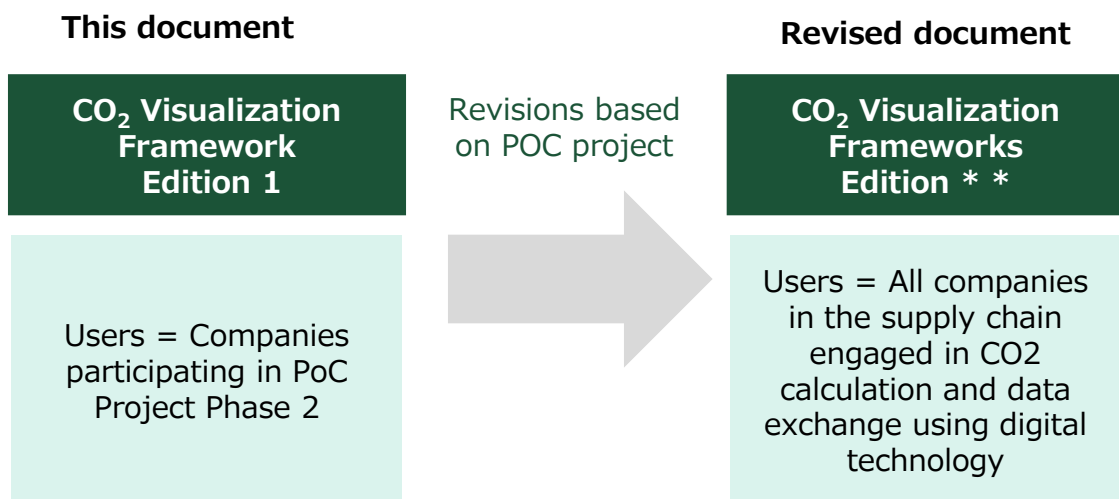 This document
CO₂ Visualization
Framework
Edition 1
Users = Companies
participating in PoC
Project Phase 2
Revisions based
on POC project
Revised document
CO₂ Visualization
Frameworks
Edition * *
Users = All companies
in the supply chain
engaged in CO2
calculation and data
exchange using digital
technology